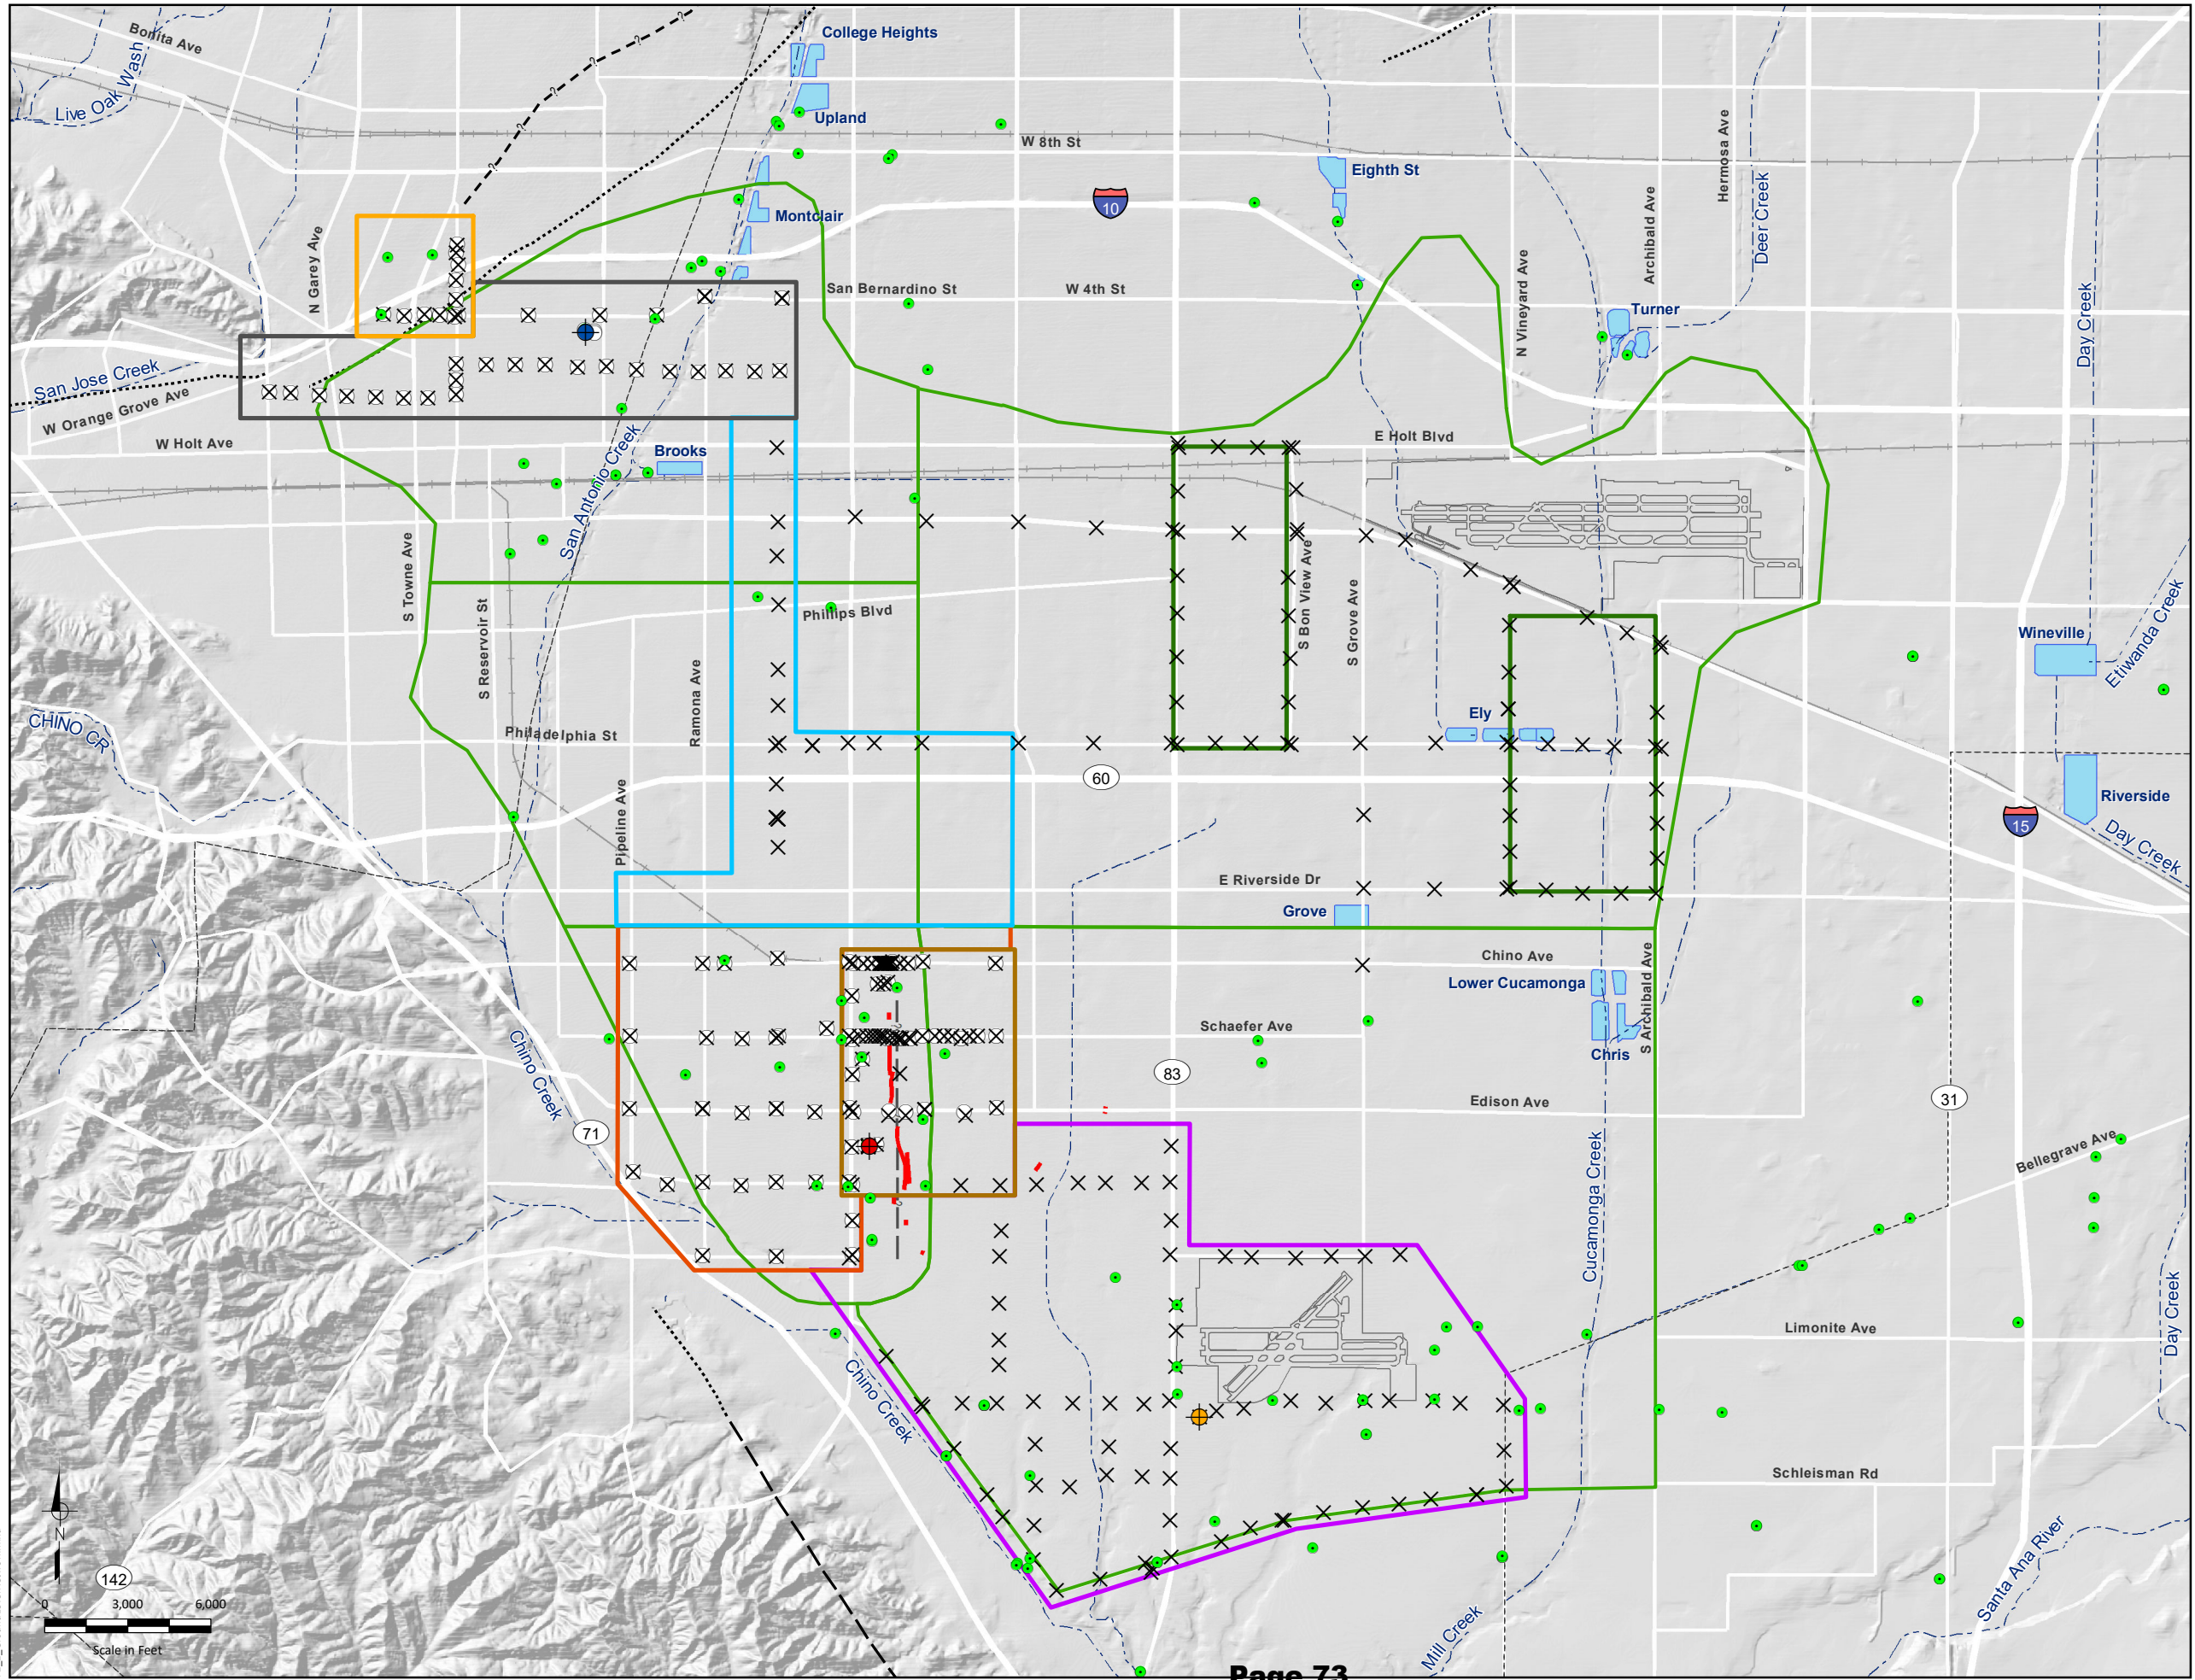 College Heights
Bonita Ave
Live Oak Wash
Upland
W 8th St
Hermosa Ave
Eighth St
Deer Creek
10
Montclair
Archibald Ave
N Garey Ave
N Vineyard Ave
San Bernardino St
W 4th St
Turner
Day Creek
San Jose Creek
W Orange Grove Ave
W Holt Ave
E Holt Blvd
Brooks
San Antonio Creek
S Towne Ave
S Reservoir St
Phillips Blvd
S Bon View Ave
S Grove Ave
Wineville
Etiwanda Creek
CHINO CR
Philadelphia St
Ramona Ave
Ely
60
Pipeline Ave
Riverside
15
Day Creek
E Riverside Dr
Grove
Chino Ave
Lower Cucamonga
S Archibald Ave
Schaefer Ave
Chris
Chino Creek
83
Edison Ave
31
71
Bellegrave Ave
Cucamonga Creek
Day Creek
Limonite Ave
Chino Creek
Schleisman Rd
N
142
Santa Ana River
0 3,000 6,000
Scale in Feet
Mill Creek
Page 73
? ? ? ?